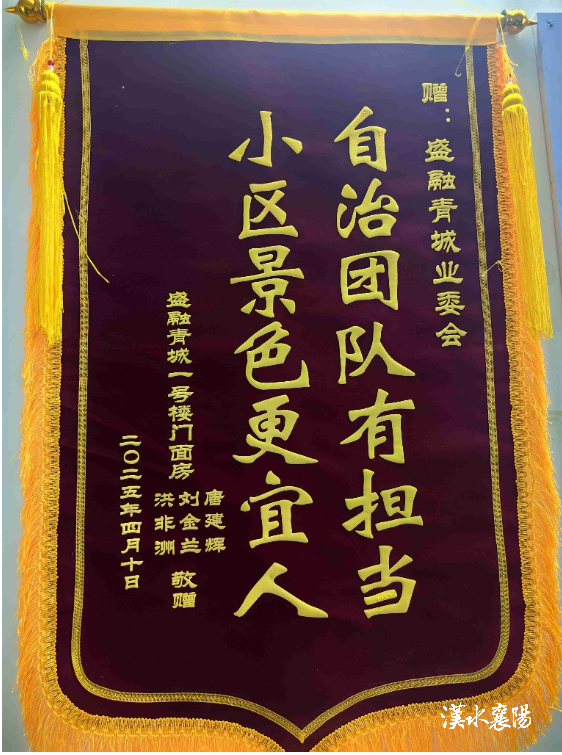 赠：盛融青城业委会
自治团队有担当
小区景色更宜人
盛融青城一号楼门面房
唐建辉
刘金兰
洪非洲
敬赠
二〇二五年四月十日
漢水襄陽